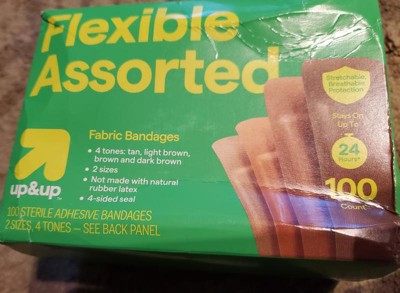 Flexible
Assorted
Stretchable,
Breathable
Protection
Stays On
Up To
24
hours*
100
Count
Fabric Bandages
• 4 tones: tan, light brown,
brown and dark brown
• 2 sizes
• Not made with natural
rubber latex
• 4-sided seal
up&up™
100 STERILE ADHESIVE BANDAGES
2 SIZES, 4 TONES — SEE BACK PANEL